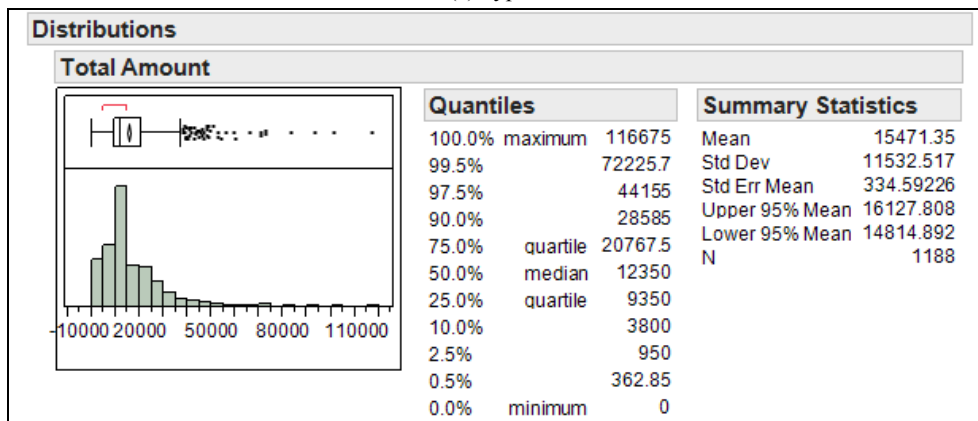 Distributions
Total Amount
-10000 20000 50000 80000 110000
Quantiles
100.0% maximum 116675
99.5% 72225.7
97.5% 44155
90.0% 28585
75.0% quartile 20767.5
50.0% median 12350
25.0% quartile 9350
10.0% 3800
2.5% 950
0.5% 362.85
0.0% minimum 0
Summary Statistics
Mean 15471.35
Std Dev 11532.517
Std Err Mean 334.59226
Upper 95% Mean 16127.808
Lower 95% Mean 14814.892
N 1188